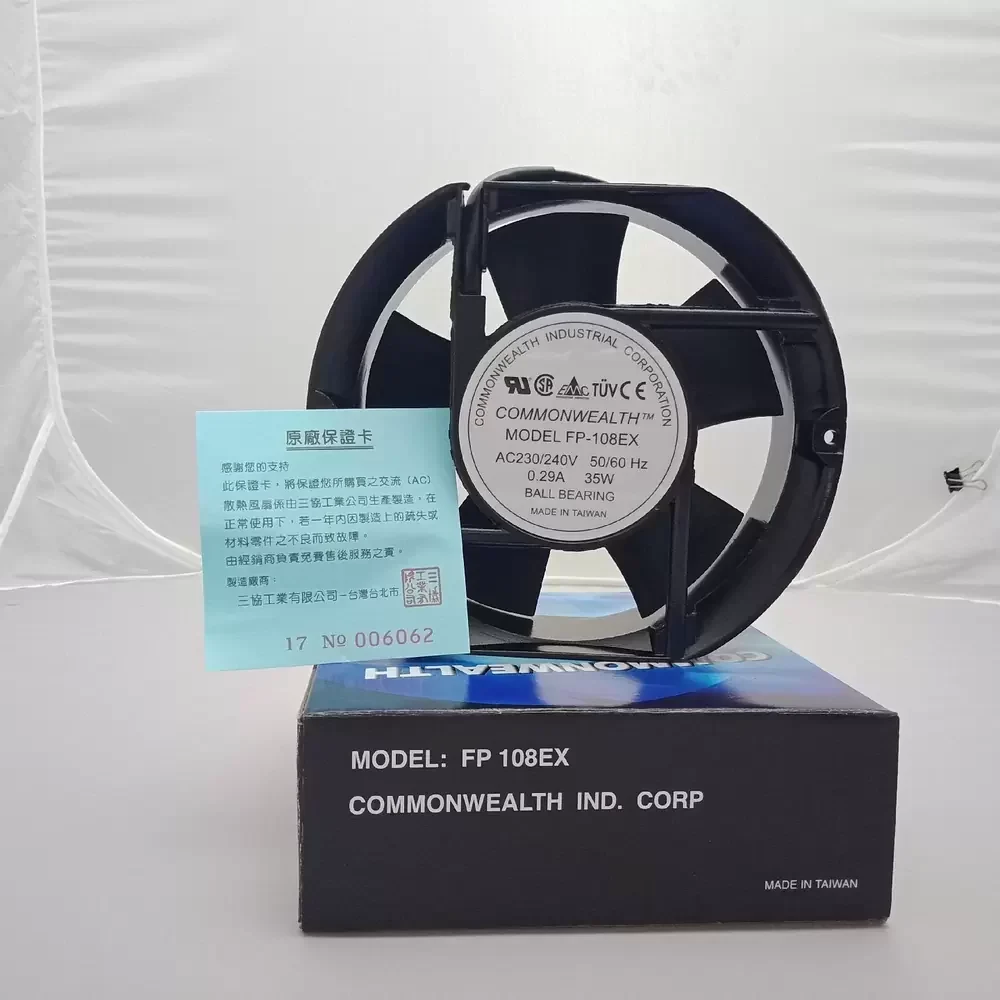 COMMONWEALTH INDUSTRIAL CORPORATION
SA EMC TÜV CE
COMMONWEALTH™
MODEL FP-108EX
AC230/240V 50/60 Hz
0.29A 35W
BALL BEARING
MADE IN TAIWAN
原廠保證卡
感謝您的支持
此保證卡，將保證您所購買之交流（AC）
散熱風扇係由三協工業公司生產製造，在
正常使用下，若一年內因製造上的疏失或
材料零件之不良而致故障。
由經銷商負責免費售後服務之責。
製造廠商：
三協工業有限公司－台灣台北市
17 № 006062
COMMONWEALTH
MODEL: FP 108EX
COMMONWEALTH IND. CORP
MADE IN TAIWAN